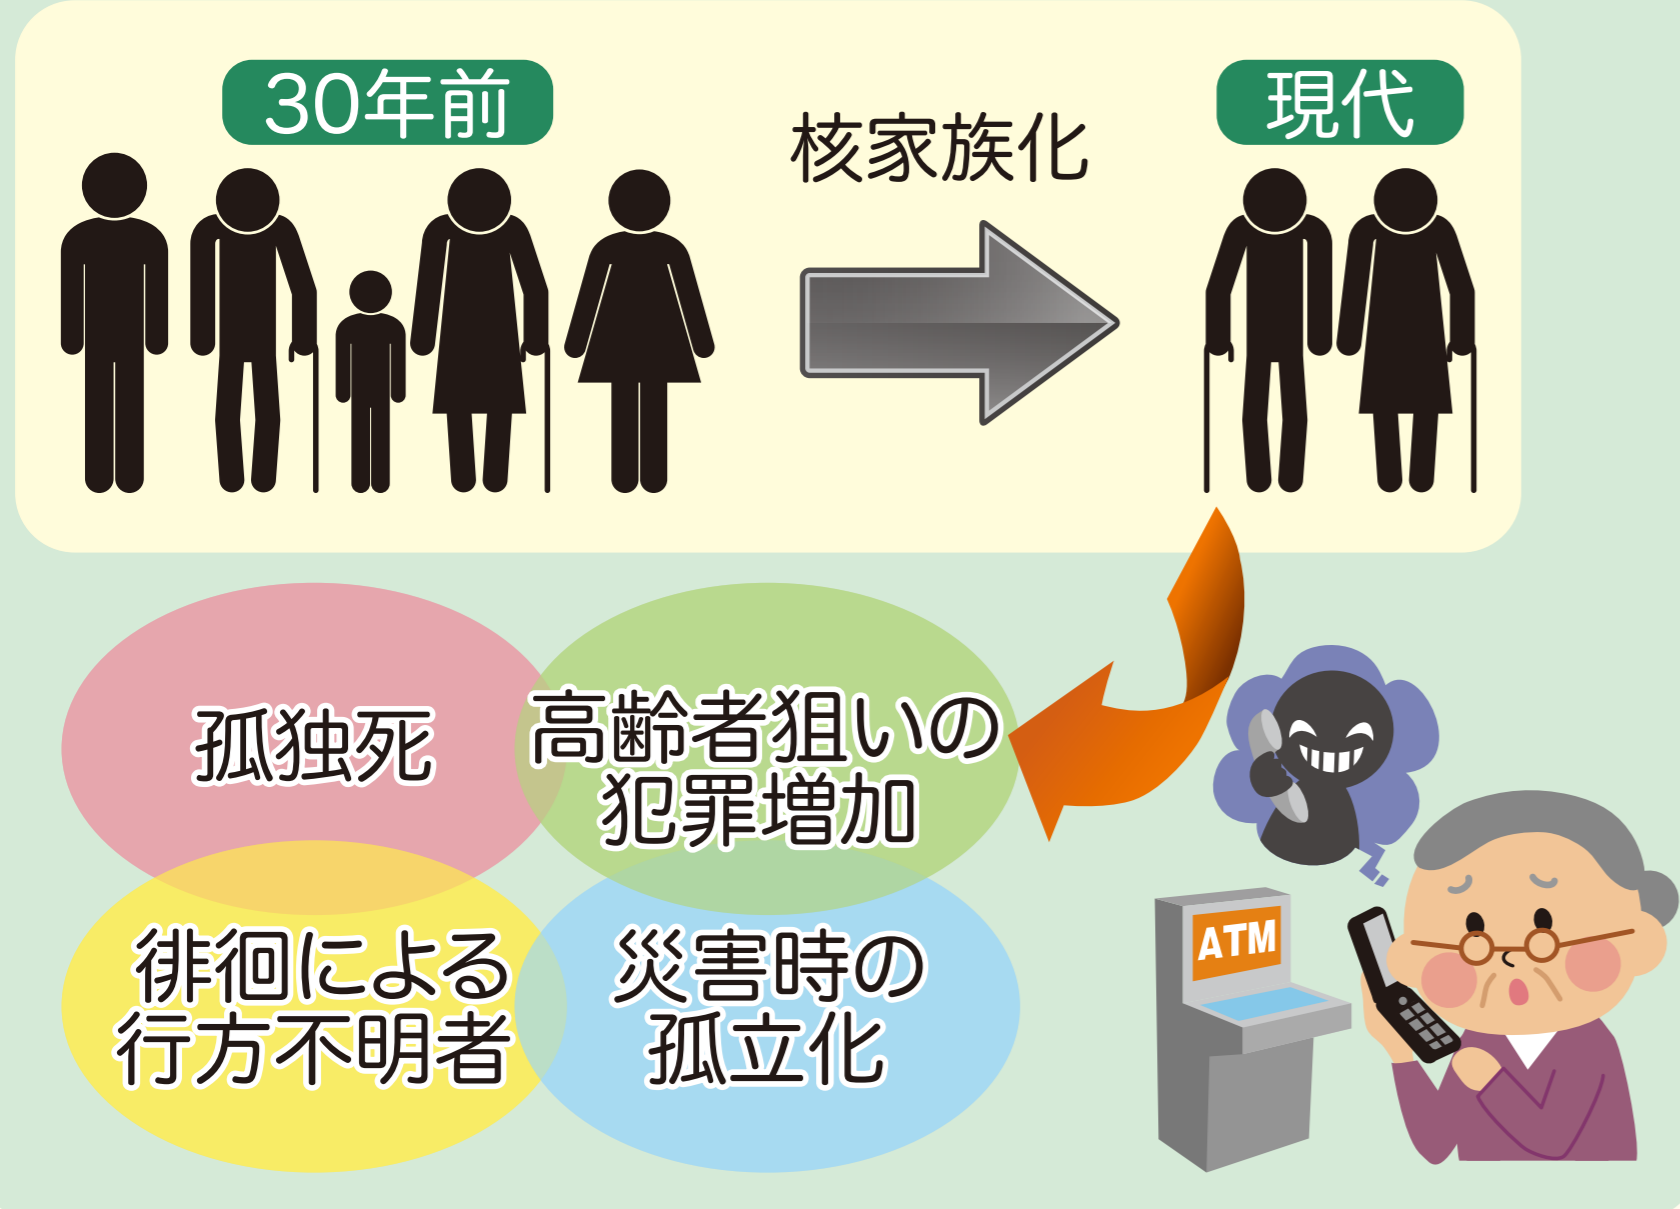 30年前
核家族化
現代
孤独死
高齢者狙いの
犯罪増加
徘徊による
行方不明者
災害時の
孤立化
ATM